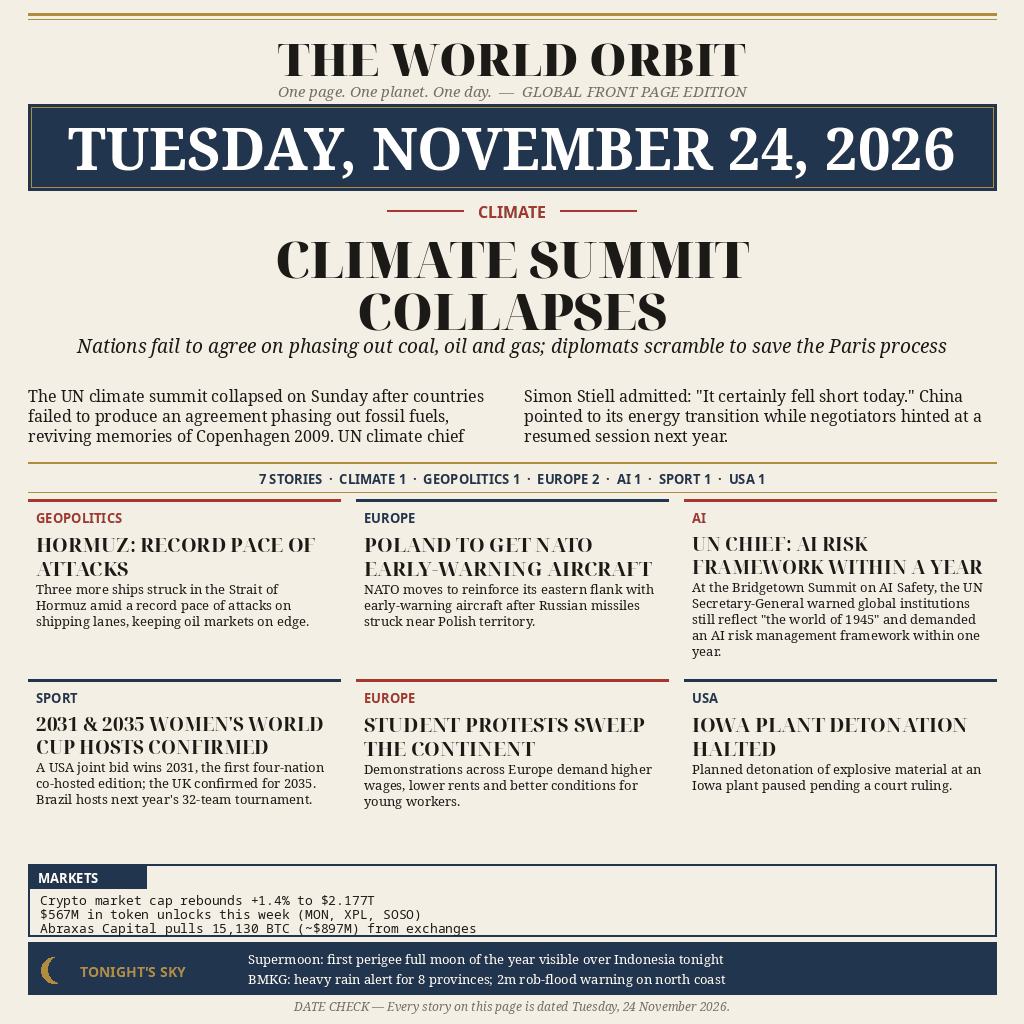 THE WORLD ORBIT
One page. One planet. One day. — GLOBAL FRONT PAGE EDITION
TUESDAY, NOVEMBER 24, 2026
CLIMATE
CLIMATE SUMMIT
COLLAPSES
Nations fail to agree on phasing out coal, oil and gas; diplomats scramble to save the Paris process
The UN climate summit collapsed on Sunday after countries
failed to produce an agreement phasing out fossil fuels,
reviving memories of Copenhagen 2009. UN climate chief
Simon Stiell admitted: "It certainly fell short today." China
pointed to its energy transition while negotiators hinted at a
resumed session next year.
7 STORIES · CLIMATE 1 · GEOPOLITICS 1 · EUROPE 2 · AI 1 · SPORT 1 · USA 1
GEOPOLITICS
HORMUZ: RECORD PACE OF
ATTACKS
Three more ships struck in the Strait of
Hormuz amid a record pace of attacks on
shipping lanes, keeping oil markets on edge.
EUROPE
POLAND TO GET NATO
EARLY-WARNING AIRCRAFT
NATO moves to reinforce its eastern flank with
early-warning aircraft after Russian missiles
struck near Polish territory.
AI
UN CHIEF: AI RISK
FRAMEWORK WITHIN A YEAR
At the Bridgetown Summit on AI Safety, the UN
Secretary-General warned global institutions
still reflect "the world of 1945" and demanded
an AI risk management framework within one
year.
SPORT
2031 & 2035 WOMEN'S WORLD
CUP HOSTS CONFIRMED
A USA joint bid wins 2031, the first four-nation
co-hosted edition; the UK confirmed for 2035.
Brazil hosts next year's 32-team tournament.
EUROPE
STUDENT PROTESTS SWEEP
THE CONTINENT
Demonstrations across Europe demand higher
wages, lower rents and better conditions for
young workers.
USA
IOWA PLANT DETONATION
HALTED
Planned detonation of explosive material at an
Iowa plant paused pending a court ruling.
MARKETS
Crypto market cap rebounds +1.4% to $2.177T
$567M in token unlocks this week (MON, XPL, SOSO)
Abraxas Capital pulls 15,130 BTC (~$897M) from exchanges
TONIGHT'S SKY
Supermoon: first perigee full moon of the year visible over Indonesia tonight
BMKG: heavy rain alert for 8 provinces; 2m rob-flood warning on north coast
DATE CHECK — Every story on this page is dated Tuesday, 24 November 2026.